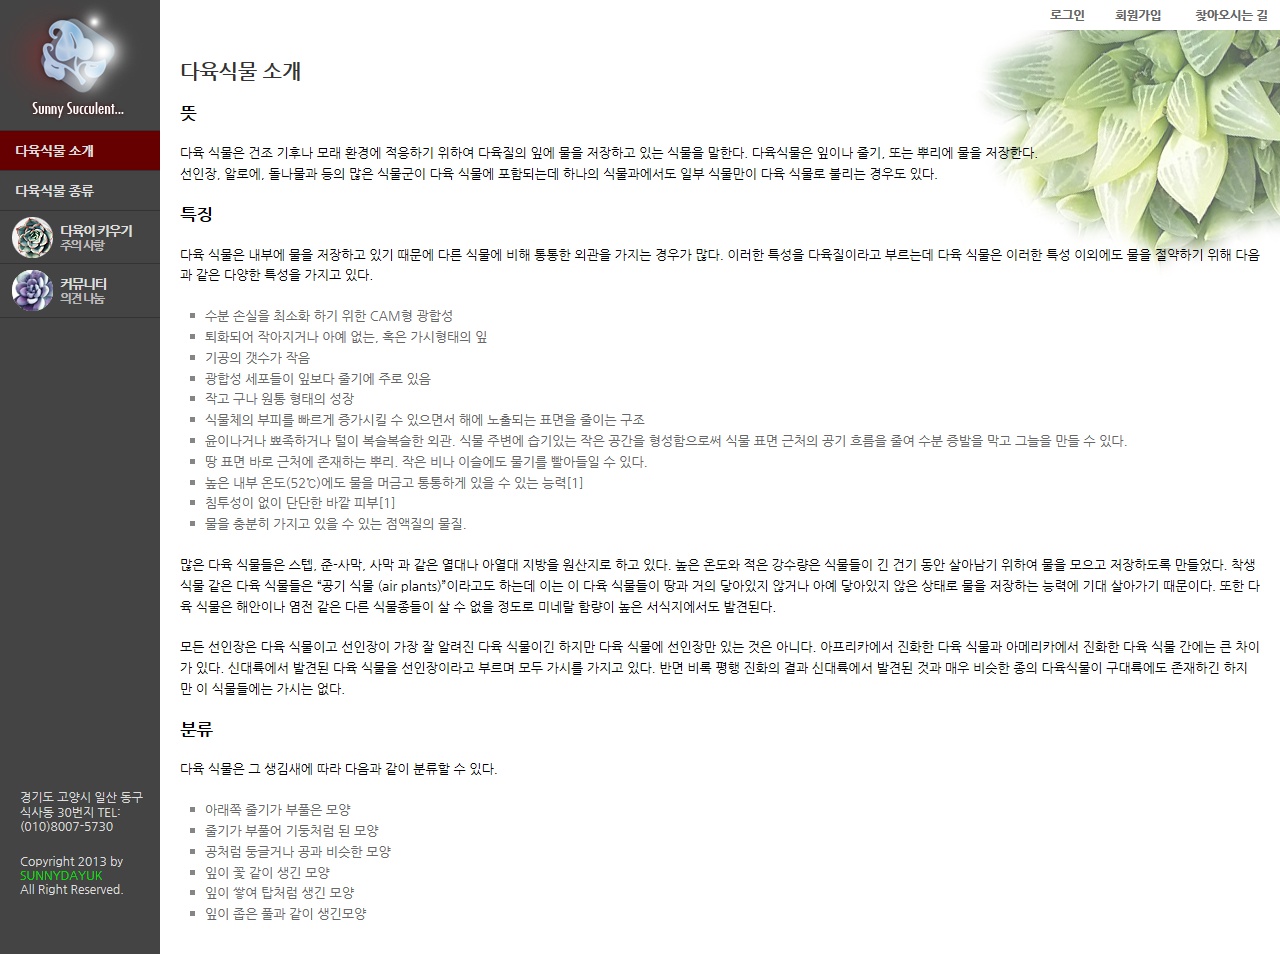 로그인 회원가입 찾아오시는 길
Sunny Succulent...
다육식물 소개
다육식물 종류
다육이 키우기
주의 사항
커뮤니티
의견 나눔
경기도 고양시 일산 동구
식사동 30번지 TEL:
(010)8007-5730
Copyright 2013 by
SUNNYDAYUK
All Right Reserved.
다육식물 소개
뜻
다육 식물은 건조 기후나 모래 환경에 적응하기 위하여 다육질의 잎에 물을 저장하고 있는 식물을 말한다. 다육식물은 잎이나 줄기, 또는 뿌리에 물을 저장한다.
선인장, 알로에, 돌나물과 등의 많은 식물군이 다육 식물에 포함되는데 하나의 식물과에서도 일부 식물만이 다육 식물로 불리는 경우도 있다.
특징
다육 식물은 내부에 물을 저장하고 있기 때문에 다른 식물에 비해 통통한 외관을 가지는 경우가 많다. 이러한 특성을 다육질이라고 부르는데 다육 식물은 이러한 특성 이외에도 물을 절약하기 위해 다음
과 같은 다양한 특성을 가지고 있다.
수분 손실을 최소화 하기 위한 CAM형 광합성
퇴화되어 작아지거나 아예 없는, 혹은 가시형태의 잎
기공의 갯수가 작음
광합성 세포들이 잎보다 줄기에 주로 있음
작고 구나 원통 형태의 성장
식물체의 부피를 빠르게 증가시킬 수 있으면서 해에 노출되는 표면을 줄이는 구조
윤이나거나 뾰족하거나 털이 복슬복슬한 외관. 식물 주변에 습기있는 작은 공간을 형성함으로써 식물 표면 근처의 공기 흐름을 줄여 수분 증발을 막고 그늘을 만들 수 있다.
땅 표면 바로 근처에 존재하는 뿌리. 작은 비나 이슬에도 물기를 빨아들일 수 있다.
높은 내부 온도(52℃)에도 물을 머금고 통통하게 있을 수 있는 능력[1]
침투성이 없이 단단한 바깥 피부[1]
물을 충분히 가지고 있을 수 있는 점액질의 물질.
많은 다육 식물들은 스텝, 준-사막, 사막 과 같은 열대나 아열대 지방을 원산지로 하고 있다. 높은 온도와 적은 강수량은 식물들이 긴 건기 동안 살아남기 위하여 물을 모으고 저장하도록 만들었다. 착생
식물 같은 다육 식물들은 “공기 식물 (air plants)”이라고도 하는데 이는 이 다육 식물들이 땅과 거의 닿아있지 않거나 아예 닿아있지 않은 상태로 물을 저장하는 능력에 기대 살아가기 때문이다. 또한 다
육 식물은 해안이나 염전 같은 다른 식물종들이 살 수 없을 정도로 미네랄 함량이 높은 서식지에서도 발견된다.
모든 선인장은 다육 식물이고 선인장이 가장 잘 알려진 다육 식물이긴 하지만 다육 식물에 선인장만 있는 것은 아니다. 아프리카에서 진화한 다육 식물과 아메리카에서 진화한 다육 식물 간에는 큰 차이
가 있다. 신대륙에서 발견된 다육 식물을 선인장이라고 부르며 모두 가시를 가지고 있다. 반면 비록 평행 진화의 결과 신대륙에서 발견된 것과 매우 비슷한 종의 다육식물이 구대륙에도 존재하긴 하지
만 이 식물들에는 가시는 없다.
분류
다육 식물은 그 생김새에 따라 다음과 같이 분류할 수 있다.
아래쪽 줄기가 부풀은 모양
줄기가 부풀어 기둥처럼 된 모양
공처럼 둥글거나 공과 비슷한 모양
잎이 꽃 같이 생긴 모양
잎이 쌓여 탑처럼 생긴 모양
잎이 좁은 풀과 같이 생긴모양